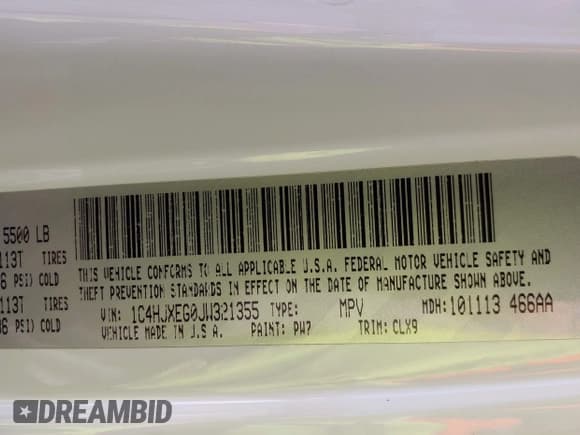 5500 LB
113T TIRES
36 PSI) COLD
113T TIRES
36 PSI) COLD
THIS VEHICLE CONFORMS TO ALL APPLICABLE U.S.A. FEDERAL MOTOR VEHICLE SAFETY AND
THEFT PREVENTION STANDARDS IN EFFECT ON THE DATE OF MANUFACTURE SHOWN ABOVE.
VIN: 1C4HJXEG0JW321355 TYPE: MPV MDH: 101113 466AA
VEHICLE MADE IN U.S.A PAINT: PW7 TRIM: CLX9
DREAMBID